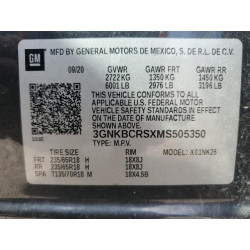 GM
MFD BY GENERAL MOTORS DE MEXICO, S. DE R.L. DE C.V.
09/20 GVWR GAWR FRT GAWR RR
2722 KG 1350 KG 1450 KG
6001 LB 2976 LB 3196 LB
THIS VEHICLE CONFORMS TO ALL APPLICABLE
U.S. FEDERAL MOTOR VEHICLE SAFETY AND
THEFT PREVENTION STANDARDS IN EFFECT ON
THE DATE OF MANUFACTURE SHOWN ABOVE.
3GNKBCRSXMS505350
TYPE: M.P.V. MODEL: X01NK26
TIRE SIZE RIM
FRT 235/65R18 H 18X8J
RR 235/65R18 H 18X8J
SPA T135/70R18 M 18X4.5B